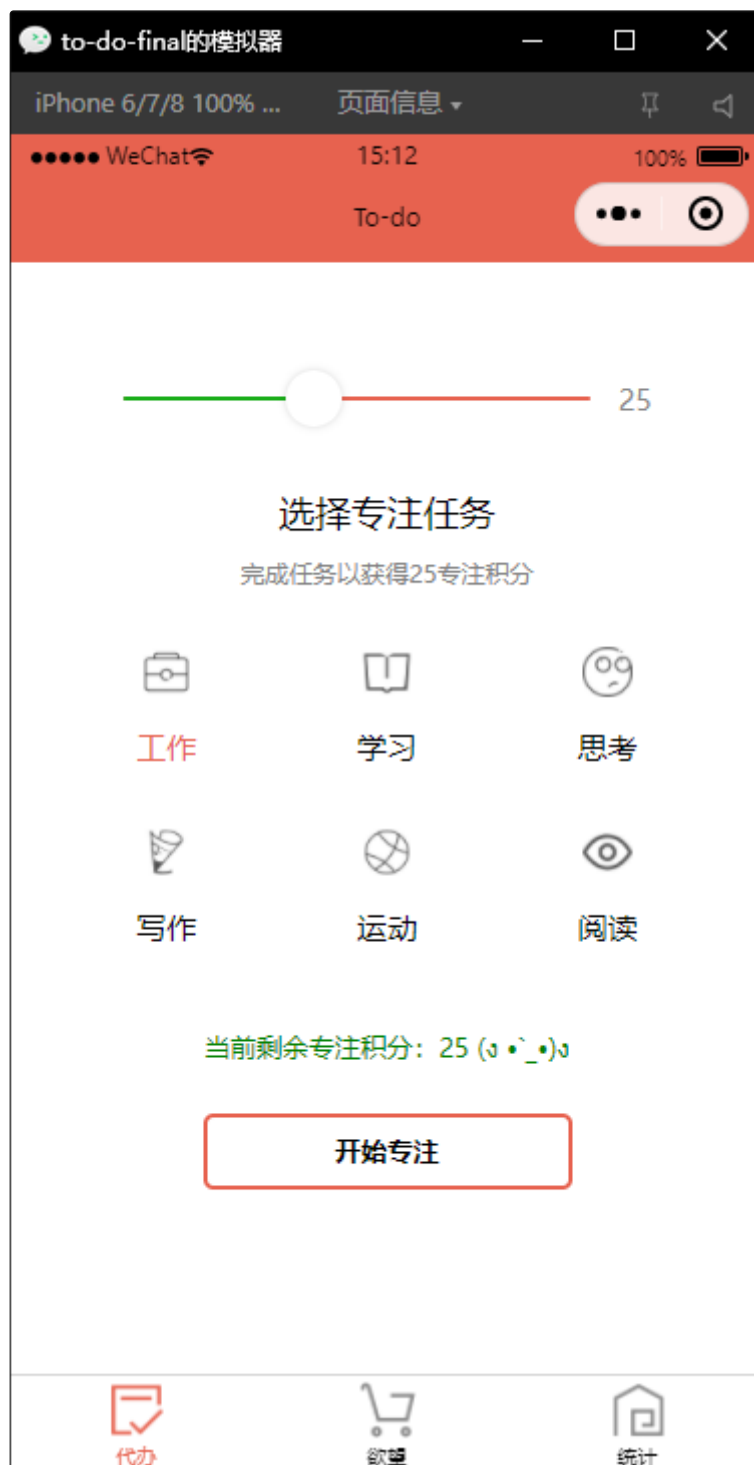 to-do-final的模拟器
iPhone 6/7/8 100% ... 页面信息
WeChat 15:12 100%
To-do
25
选择专注任务
完成任务以获得25专注积分
工作 学习 思考
写作 运动 阅读
当前剩余专注积分：25 (ง •̀_•)ง
开始专注
代办 欲望 统计